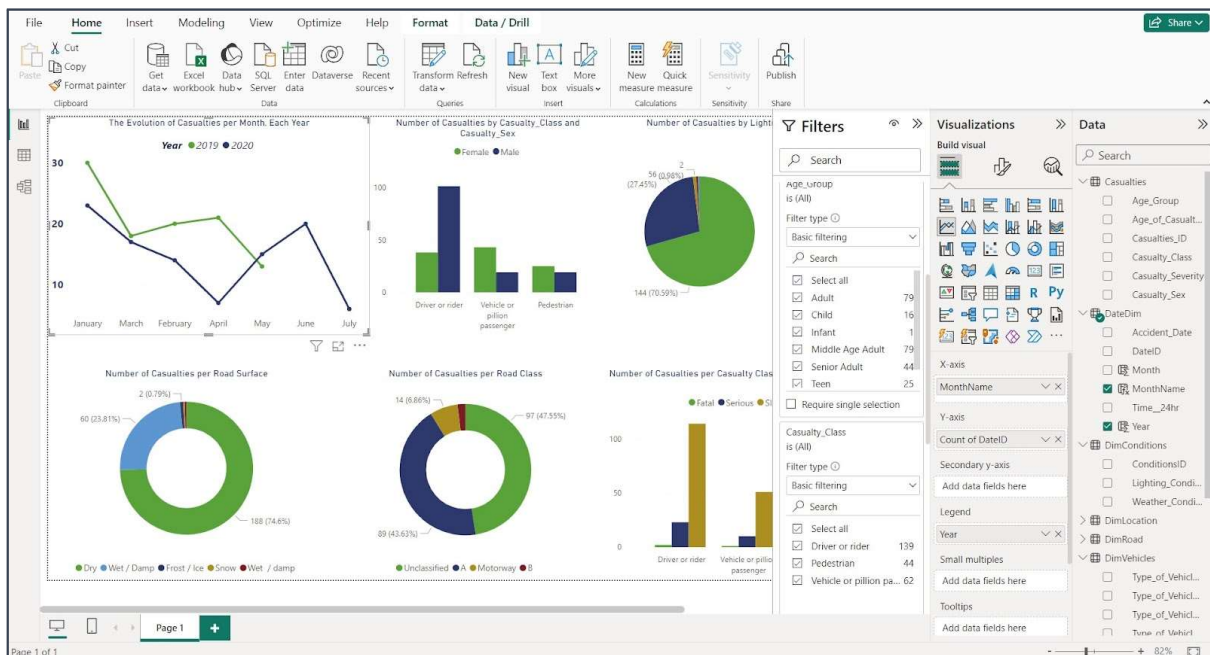 File Home Insert Modeling View Optimize Help Format Data / Drill
Share
Paste
Cut
Copy
Format painter
Clipboard
Get data
Excel workbook
Data hub
SQL Server
Enter data
Dataverse
Recent sources
Data
Transform data
Refresh
Queries
New visual
Text box
More visuals
Insert
New measure
Quick measure
Calculations
Sensitivity
Sensitivity
Publish
Share
The Evolution of Casualties per Month, Each Year
Year 2019 2020
30
20
10
January March February April May June July
Number of Casualties by Casualty_Class and
Casualty_Sex
Female Male
100
50
0
Driver or rider
Vehicle or
pillion
passenger
Pedestrian
Number of Casualties by Lights
2
56 (0.98%)
(27.45%)
144 (70.59%)
Number of Casualties per Road Surface
2 (0.79%)
60 (23.81%)
188 (74.6%)
Dry Wet / Damp Frost / Ice Snow Wet / damp
Number of Casualties per Road Class
14 (6.86%)
97 (47.55%)
89 (43.63%)
Unclassified A Motorway B
Number of Casualties per Casualty Clas
Fatal Serious Sl
100
50
0
Driver or rider
Vehicle or pillio
passenger
Filters
Search
Age_Group
is (All)
Filter type
Basic filtering
Search
Select all
Adult 79
Child 16
Infant 1
Middle Age Adult 79
Senior Adult 44
Teen 25
Require single selection
Casualty_Class
is (All)
Filter type
Basic filtering
Search
Select all
Driver or rider 139
Pedestrian 44
Vehicle or pillion pa... 62
Visualizations
Build visual
R Py
123
X-axis
MonthName
Y-axis
Count of DateID
Secondary y-axis
Add data fields here
Legend
Year
Small multiples
Add data fields here
Tooltips
Add data fields here
Data
Search
Casualties
Age_Group
Age_of_Casualt...
Casualties_ID
Casualty_Class
Casualty_Severity
Casualty_Sex
DateDim
Accident_Date
DateID
Month
MonthName
Time__24hr
Year
DimConditions
ConditionsID
Lighting_Condi...
Weather_Condi...
DimLocation
DimRoad
DimVehicles
Type_of_Vehicl...
Type_of_Vehicl...
Type_of_Vehicl...
Type_of_Vehicl...
Page 1
+
Page 1 of 1
- + 82%